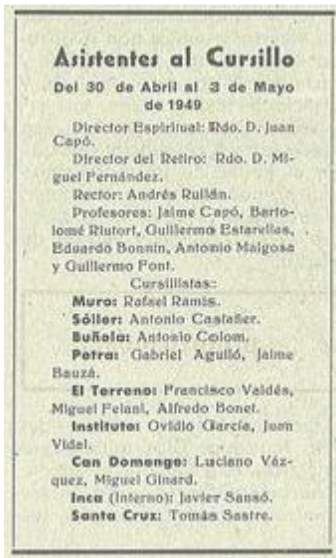 Asistentes al Cursillo
Del 30 de Abril al 3 de Mayo
de 1949
Director Espiritual: Rdo. D. Juan
Capó.
Director del Retiro: Rdo. D. Mi-
guel Fernández.
Rector: Andrés Rullán.
Profesores: Jaime Capó, Barto-
lomé Riutort, Guillermo Estarellas,
Eduardo Bonnin, Antonio Malgosa
y Guillermo Font.
Cursillistas:
Muro: Rafael Ramis.
Sóller: Antonio Castañer.
Buñola: Antonio Colom.
Petra: Gabriel Aguiló, Jaime
Bauzá.
El Terreno: Francisco Valdés,
Miguel Felani, Alfredo Bonet.
Instituto: Ovidio García, Juan
Vidal.
Can Domenge: Luciano Váz-
quez, Miguel Ginard.
Inca (Interno): Javier Sansó.
Santa Cruz: Tomás Sastre.